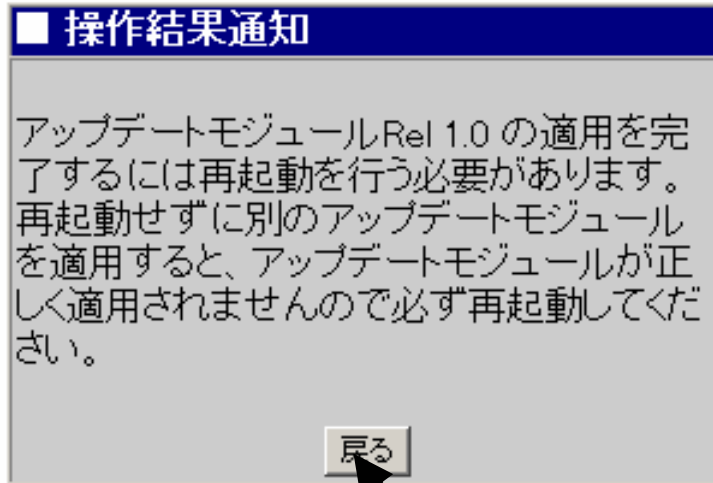 ■ 操作結果通知
アップデートモジュールRel 1.0 の適用を完
了するには再起動を行う必要があります。
再起動せずに別のアップデートモジュール
を適用すると、アップデートモジュールが正
しく適用されませんので必ず再起動してくだ
さい。
戻る